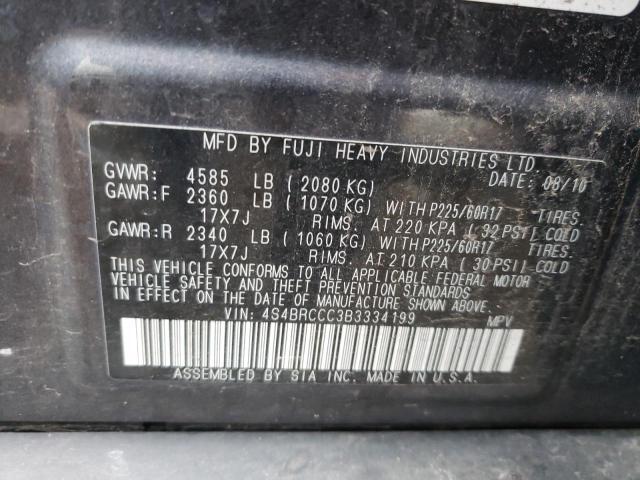 MFD BY FUJI HEAVY INDUSTRIES LTD.
GVWR: 4585 LB (2080 KG) DATE: 08/10
GAWR:F 2360 LB (1070 KG) WITH P225/60R17 TIRES
17X7J RIMS, AT 220 KPA (32 PSI) COLD
GAWR:R 2340 LB (1060 KG) WITH P225/60R17 TIRES
17X7J RIMS, AT 210 KPA (30 PSI) COLD
THIS VEHICLE CONFORMS TO ALL APPLICABLE FEDERAL MOTOR
VEHICLE SAFETY AND THEFT PREVENTION STANDARDS
IN EFFECT ON THE DATE OF MANUFACTURE SHOWN ABOVE.
VIN: 4S4BRCCC3B3334199 MPV
ASSEMBLED BY SIA INC. MADE IN U.S.A.